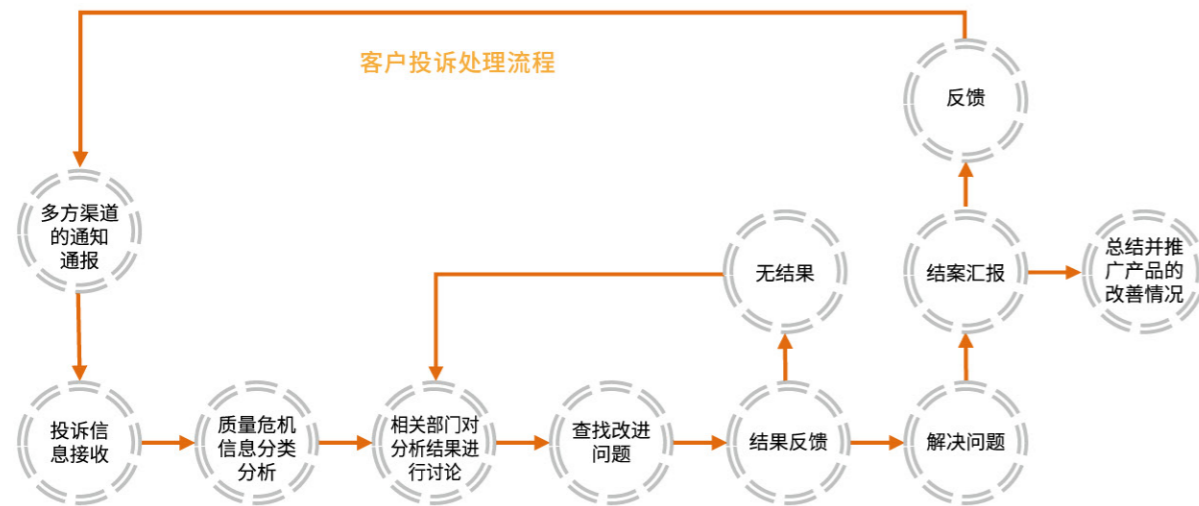 客户投诉处理流程
反馈
多方渠道
的通知
通报
无结果
结案汇报
总结并推
广产品的
改善情况
投诉信
息接收
质量危机
信息分类
分析
相关部门对
分析结果进
行讨论
查找改进
问题
结果反馈
解决问题